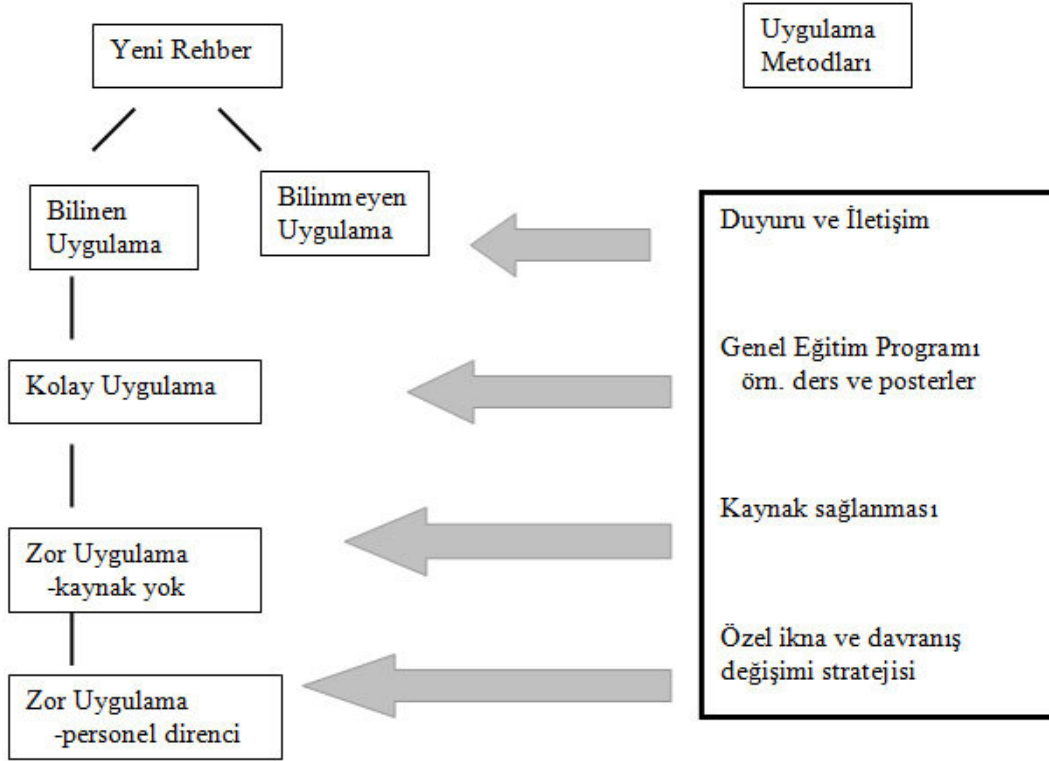 Yeni Rehber
Uygulama
Metodları
Bilinen
Uygulama
Bilinmeyen
Uygulama
Duyuru ve İletişim
Kolay Uygulama
Genel Eğitim Programı
örn. ders ve posterler
Zor Uygulama
-kaynak yok
Kaynak sağlanması
Zor Uygulama
-personel direnci
Özel ikna ve davranış
değişimi stratejisi